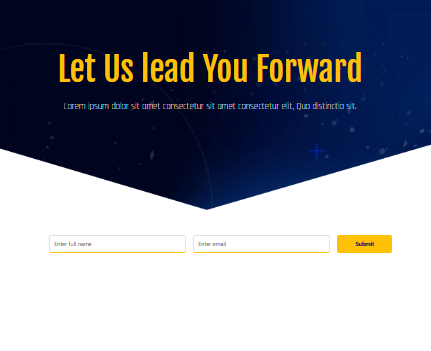 Let Us lead You Forward
Lorem ipsum dolor sit amet consectetur sit amet consectetur elit, Quo distinctio sit.
Enter full name
Enter email
Submit